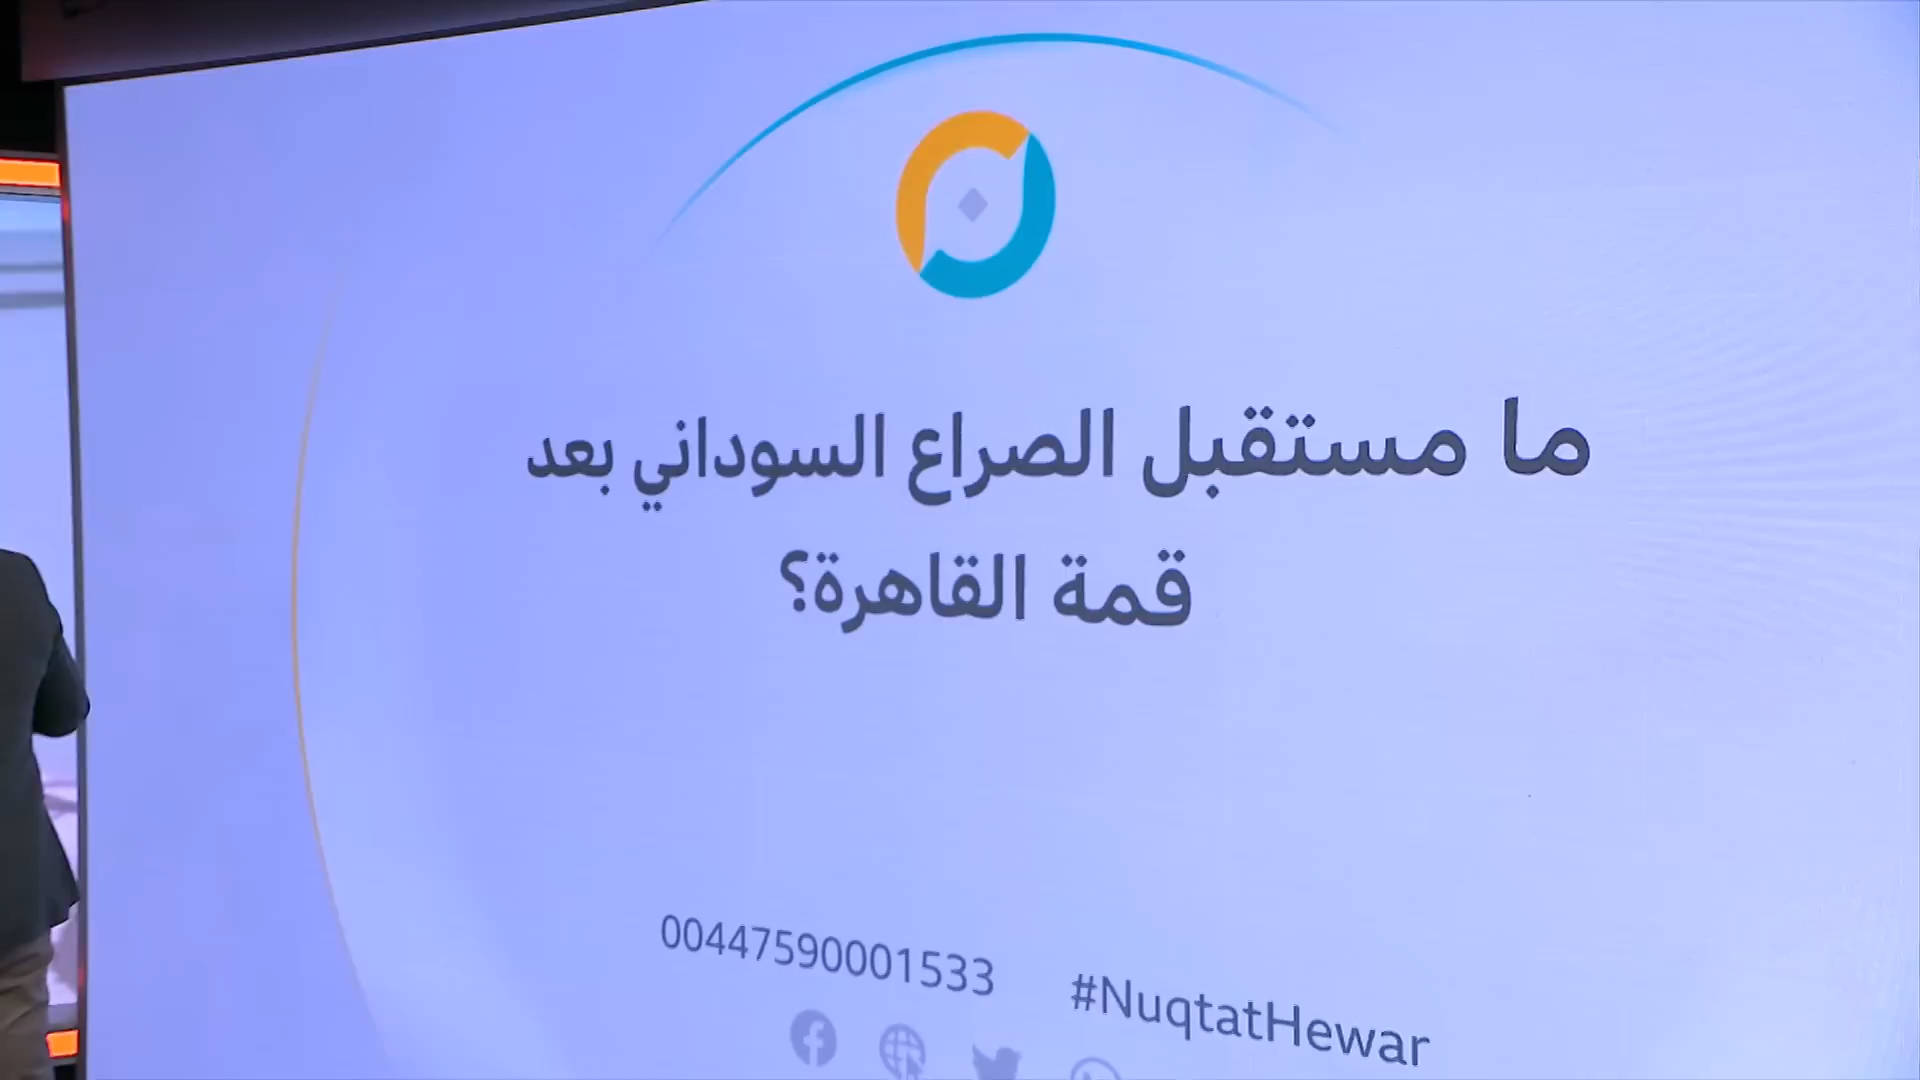 ما مستقبل الصراع السوداني بعد
قمة القاهرة؟
00447590001533
#NuqtatHewar